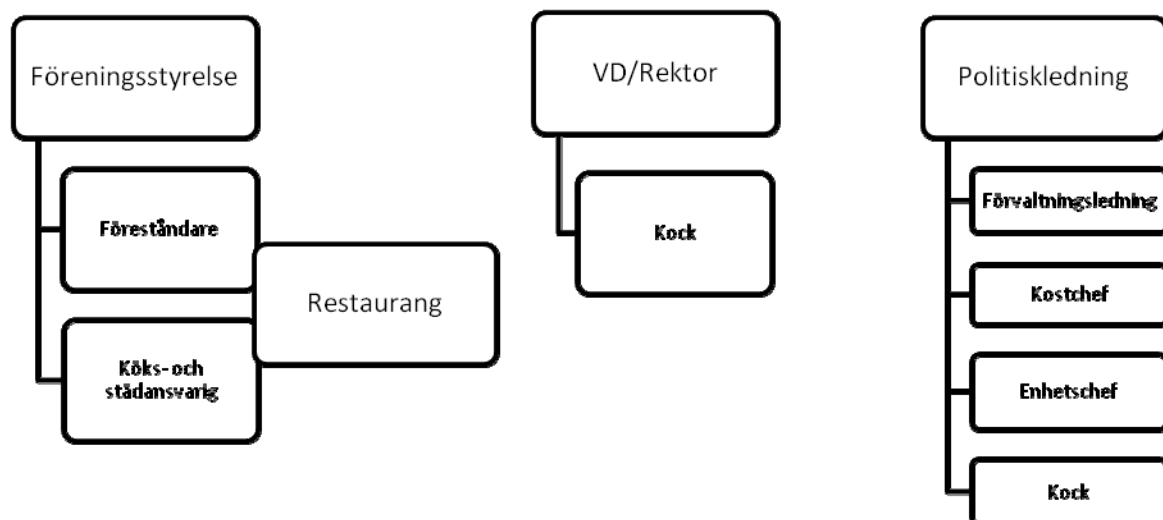 Föreningsstyrelse
Föreståndare
Köks- och
städansvarig
Restaurang
VD/Rektor
Kock
Politiskledning
Förvaltningsledning
Kostchef
Enhetschef
Kock